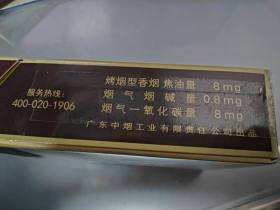 服务热线:
400-020-1906
烤烟型香烟 焦油量 8mg
烟气烟碱量 0.8mg
烟气一氧化碳量 8mg
广东中烟工业有限责任公司出品